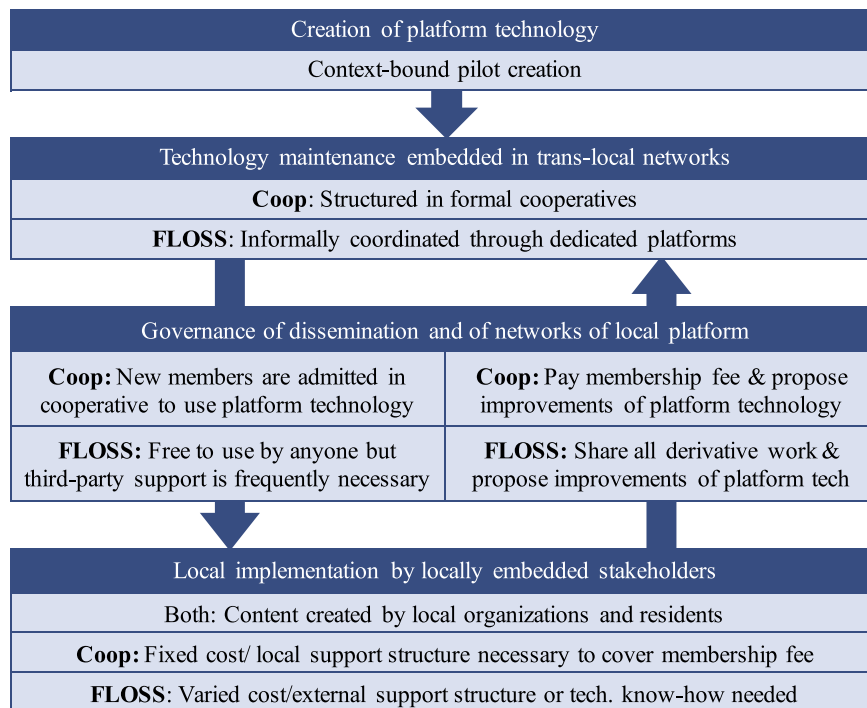 Creation of platform technology
Context-bound pilot creation
Technology maintenance embedded in trans-local networks
Coop: Structured in formal cooperatives
FLOSS: Informally coordinated through dedicated platforms
Governance of dissemination and of networks of local platform
Coop: New members are admitted in
cooperative to use platform technology
Coop: Pay membership fee & propose
improvements of platform technology
FLOSS: Free to use by anyone but
third-party support is frequently necessary
FLOSS: Share all derivative work &
propose improvements of platform tech
Local implementation by locally embedded stakeholders
Both: Content created by local organizations and residents
Coop: Fixed cost/ local support structure necessary to cover membership fee
FLOSS: Varied cost/external support structure or tech. know-how needed